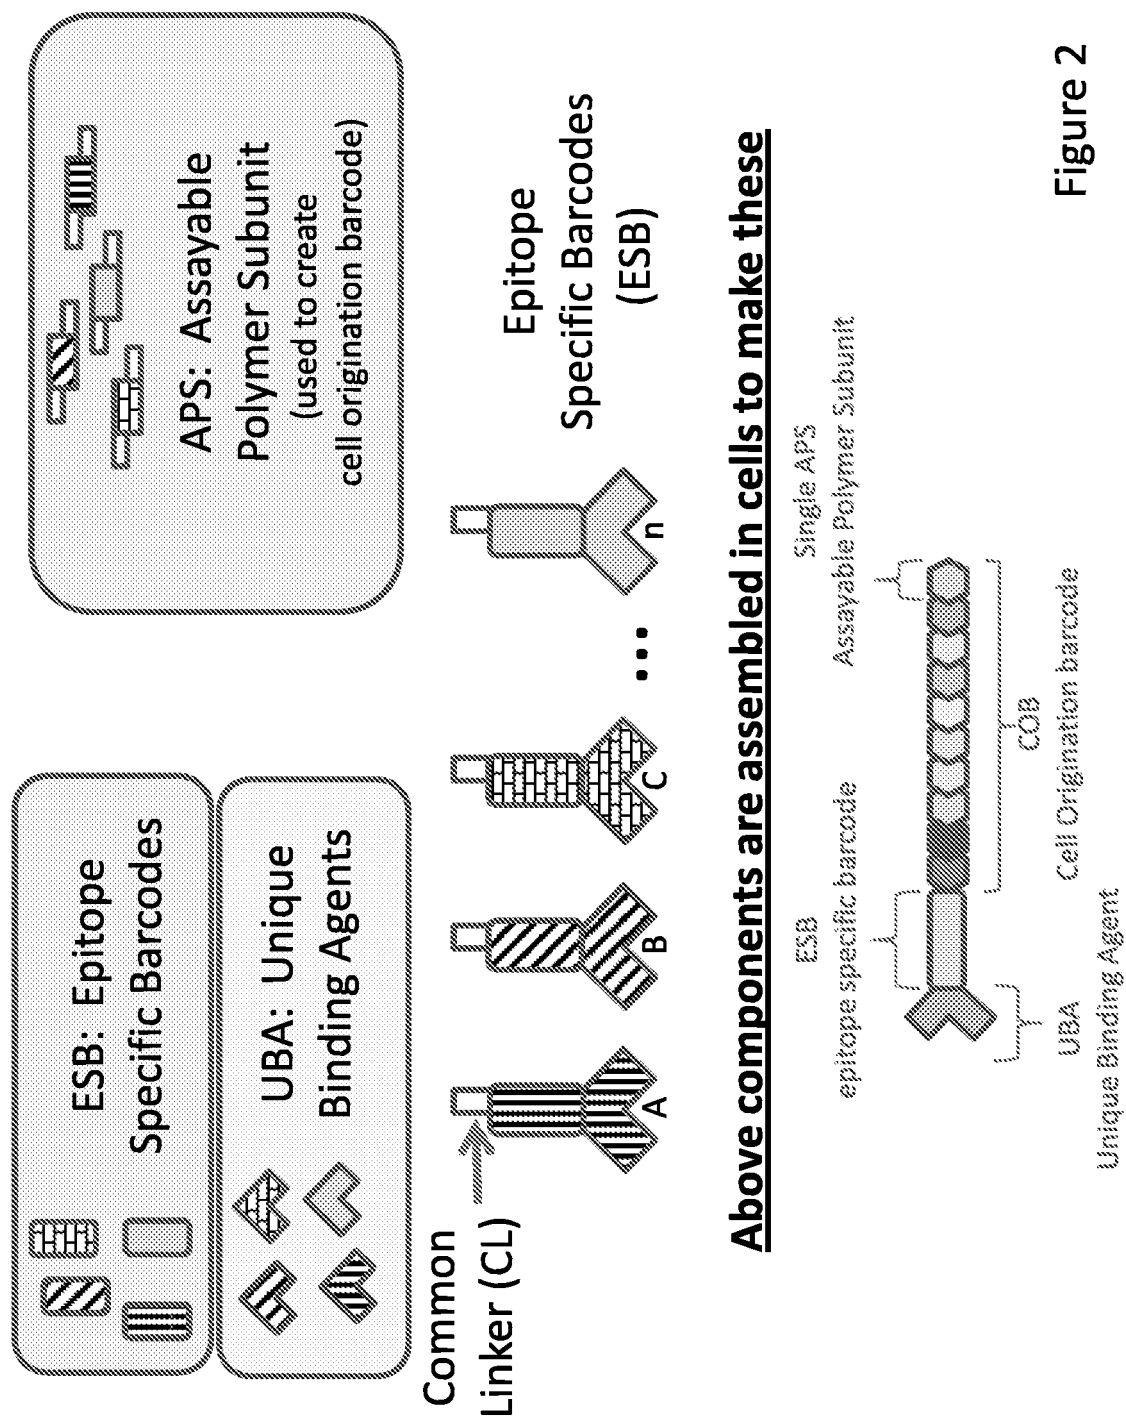 ESB: Epitope
Specific Barcodes
UBA: Unique
Binding Agents
APS: Assayable
Polymer Subunit
(used to create
cell origination barcode)
Common
Linker (CL)
A
B
C
...
n
Epitope
Specific Barcodes
(ESB)
Above components are assembled in cells to make these
ESB
epitope specific barcode
Single APS
Assayable Polymer Subunit
UBA
Unique Binding Agent
COB
Cell Origination barcode
Figure 2